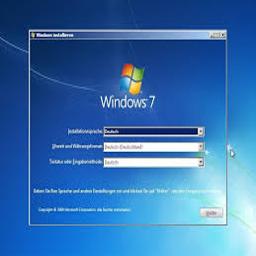 Windows installieren
Windows 7
Installationssprache: Deutsch
Uhrzeit und Währungsformat: Deutsch (Deutschland)
Tastatur oder Eingabemethode: Deutsch
Geben Sie Ihre Sprache und andere Einstellungen ein und klicken Sie auf "Weiter", um den Vorgang
Copyright © 2009 Microsoft Corporation. Alle Rechte vorbehalten.
Weiter